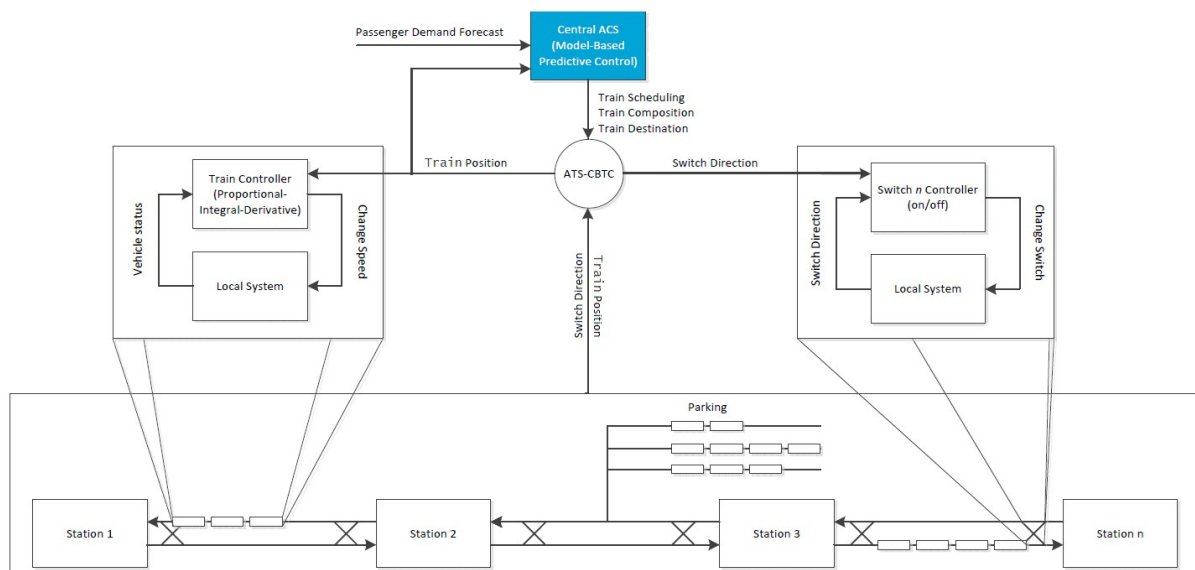 Passenger Demand Forecast
Central ACS
(Model-Based
Predictive Control)
Train Scheduling
Train Composition
Train Destination
Train Position
ATS-CBTC
Switch Direction
Train Controller
(Proportional-
Integral-Derivative)
Vehicle status
Change Speed
Local System
Switch n Controller
(on/off)
Switch Direction
Change Switch
Local System
Switch Direction
Train Position
Parking
Station 1
Station 2
Station 3
Station n